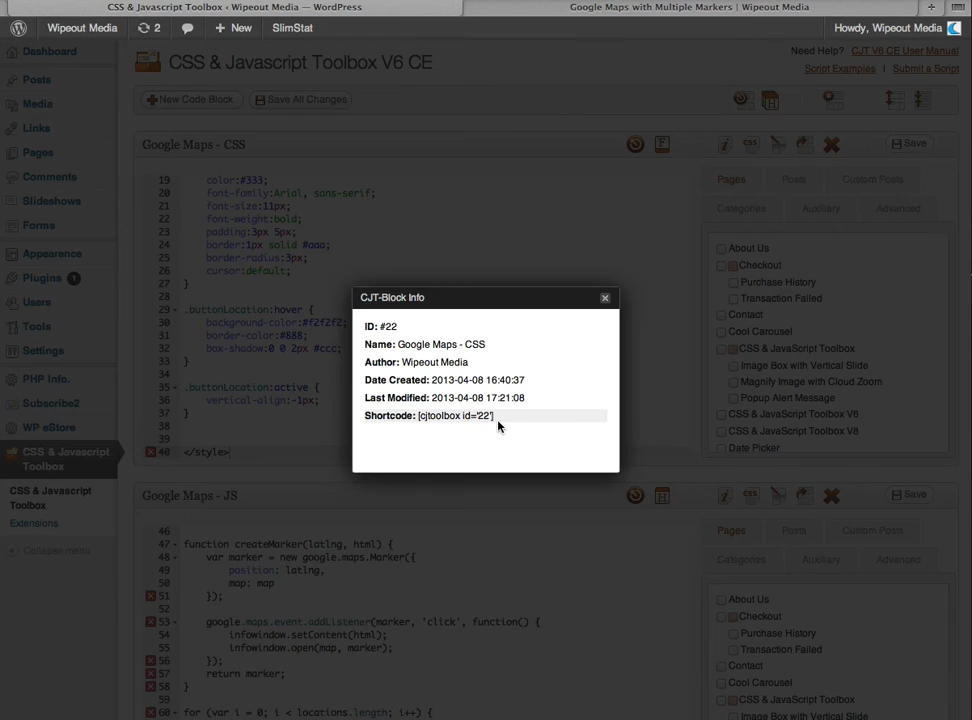 CSS & Javascript Toolbox ‹ Wipeout Media — WordPress
Google Maps with Multiple Markers | Wipeout Media
Wipeout Media
2
New
SlimStat
Howdy, Wipeout Media
Dashboard
Posts
Media
Links
Pages
Comments
Slideshows
Forms
Appearance
Plugins 1
Users
Tools
Settings
PHP Info.
Subscribe2
WP eStore
CSS & Javascript
Toolbox
CSS & Javascript
Toolbox
Extensions
Collapse menu
CSS & Javascript Toolbox V6 CE
Need Help? CJT V6 CE User Manual
Script Examples | Submit a Script
New Code Block
Save All Changes
Google Maps - CSS
F
i
css
Save
19 color:#333;
20 font-family:Arial, sans-serif;
21 font-size:11px;
22 font-weight:bold;
23 padding:3px 5px;
24 border:1px solid #aaa;
25 border-radius:3px;
26 cursor:default;
27 }
28
29 .buttonLocation:hover {
30 background-color:#f2f2f2;
31 border-color:#888;
32 box-shadow:0 0 2px #ccc;
33 }
34
35 .buttonLocation:active {
36 vertical-align:-1px;
37 }
38
39
40 </style>
Pages
Posts
Custom Posts
Categories
Auxiliary
Advanced
About Us
Checkout
Purchase History
Transaction Failed
Contact
Cool Carousel
CSS & JavaScript Toolbox
Image Box with Vertical Slide
Magnify Image with Cloud Zoom
Popup Alert Message
CSS & JavaScript Toolbox V6
CSS & JavaScript Toolbox V8
Date Picker
CJT-Block Info
ID: #22
Name: Google Maps - CSS
Author: Wipeout Media
Date Created: 2013-04-08 16:40:37
Last Modified: 2013-04-08 17:21:08
Shortcode: [cjtoolbox id='22']
Google Maps - JS
H
i
css
Save
46
47 function createMarker(latlng, html) {
48 var marker = new google.maps.Marker({
49 position: latlng,
50 map: map
51 });
52
53 google.maps.event.addListener(marker, 'click', function() {
54 infowindow.setContent(html);
55 infowindow.open(map, marker);
56 });
57 return marker;
58 }
59
60 for (var i = 0; i < locations.length; i++) {
Pages
Posts
Custom Posts
Categories
Auxiliary
Advanced
About Us
Checkout
Purchase History
Transaction Failed
Contact
Cool Carousel
CSS & JavaScript Toolbox
Image Box with Vertical Slide